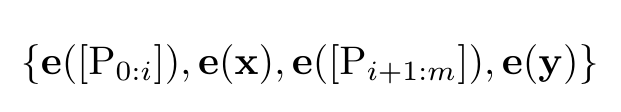 {e([P₀:ᵢ]), e(x), e([Pᵢ₊₁:ₘ]), e(y)}